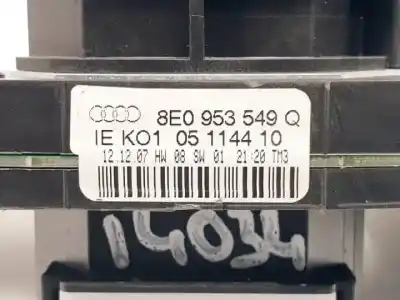 8E0 953 549 Q
IE KO1 05 1144 10
12.12.07 HW 08 SW 01 21:20 TM3
14034